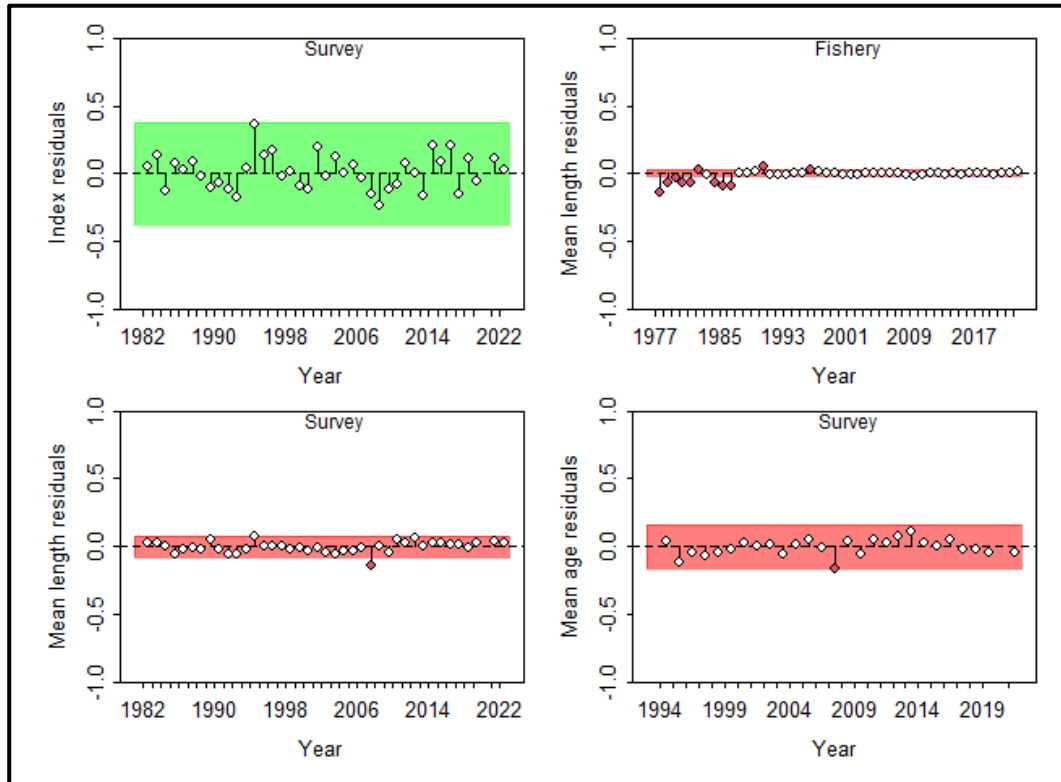 Survey
Index residuals
1.0
0.5
0.0
-0.5
-1.0
1982 1990 1998 2006 2014 2022
Year
Fishery
Mean length residuals
1.0
0.5
0.0
-0.5
-1.0
1977 1985 1993 2001 2009 2017
Year
Survey
Mean length residuals
1.0
0.5
0.0
-0.5
-1.0
1982 1990 1998 2006 2014 2022
Year
Survey
Mean age residuals
1.0
0.5
0.0
-0.5
-1.0
1994 1999 2004 2009 2014 2019
Year